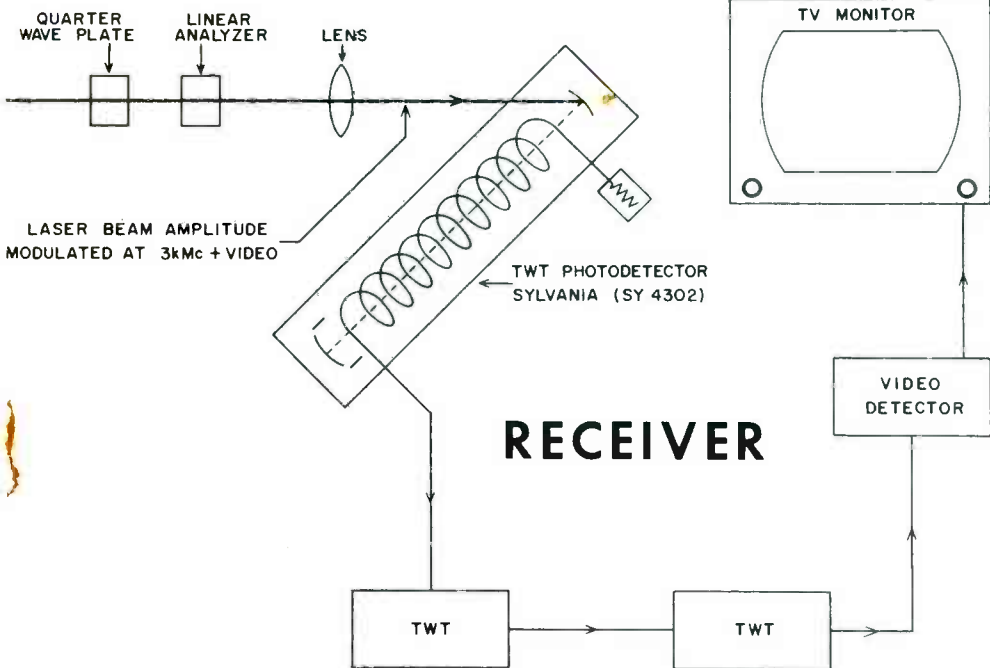 QUARTER
WAVE PLATE
LINEAR
ANALYZER
LENS
TV MONITOR
LASER BEAM AMPLITUDE
MODULATED AT 3kMc + VIDEO
TWT PHOTODETECTOR
SYLVANIA (SY 4302)
VIDEO
DETECTOR
RECEIVER
TWT
TWT